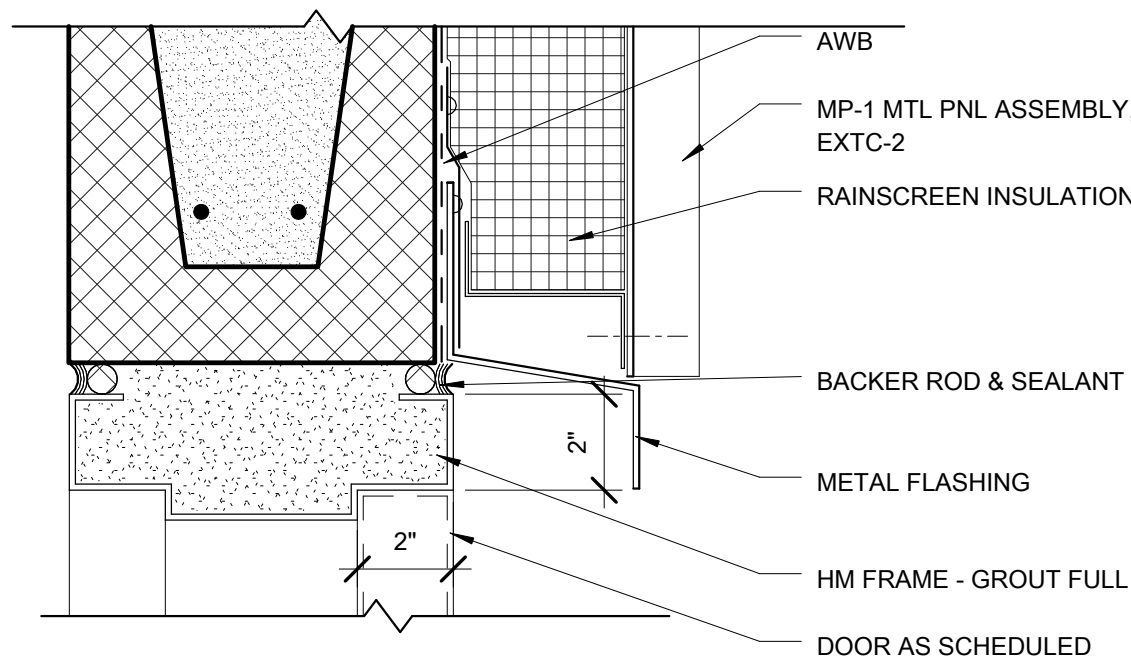 AWB
MP-1 MTL PNL ASSEMBLY,
EXTC-2
RAINSCREEN INSULATION
BACKER ROD & SEALANT
2"
METAL FLASHING
2"
HM FRAME - GROUT FULL
DOOR AS SCHEDULED